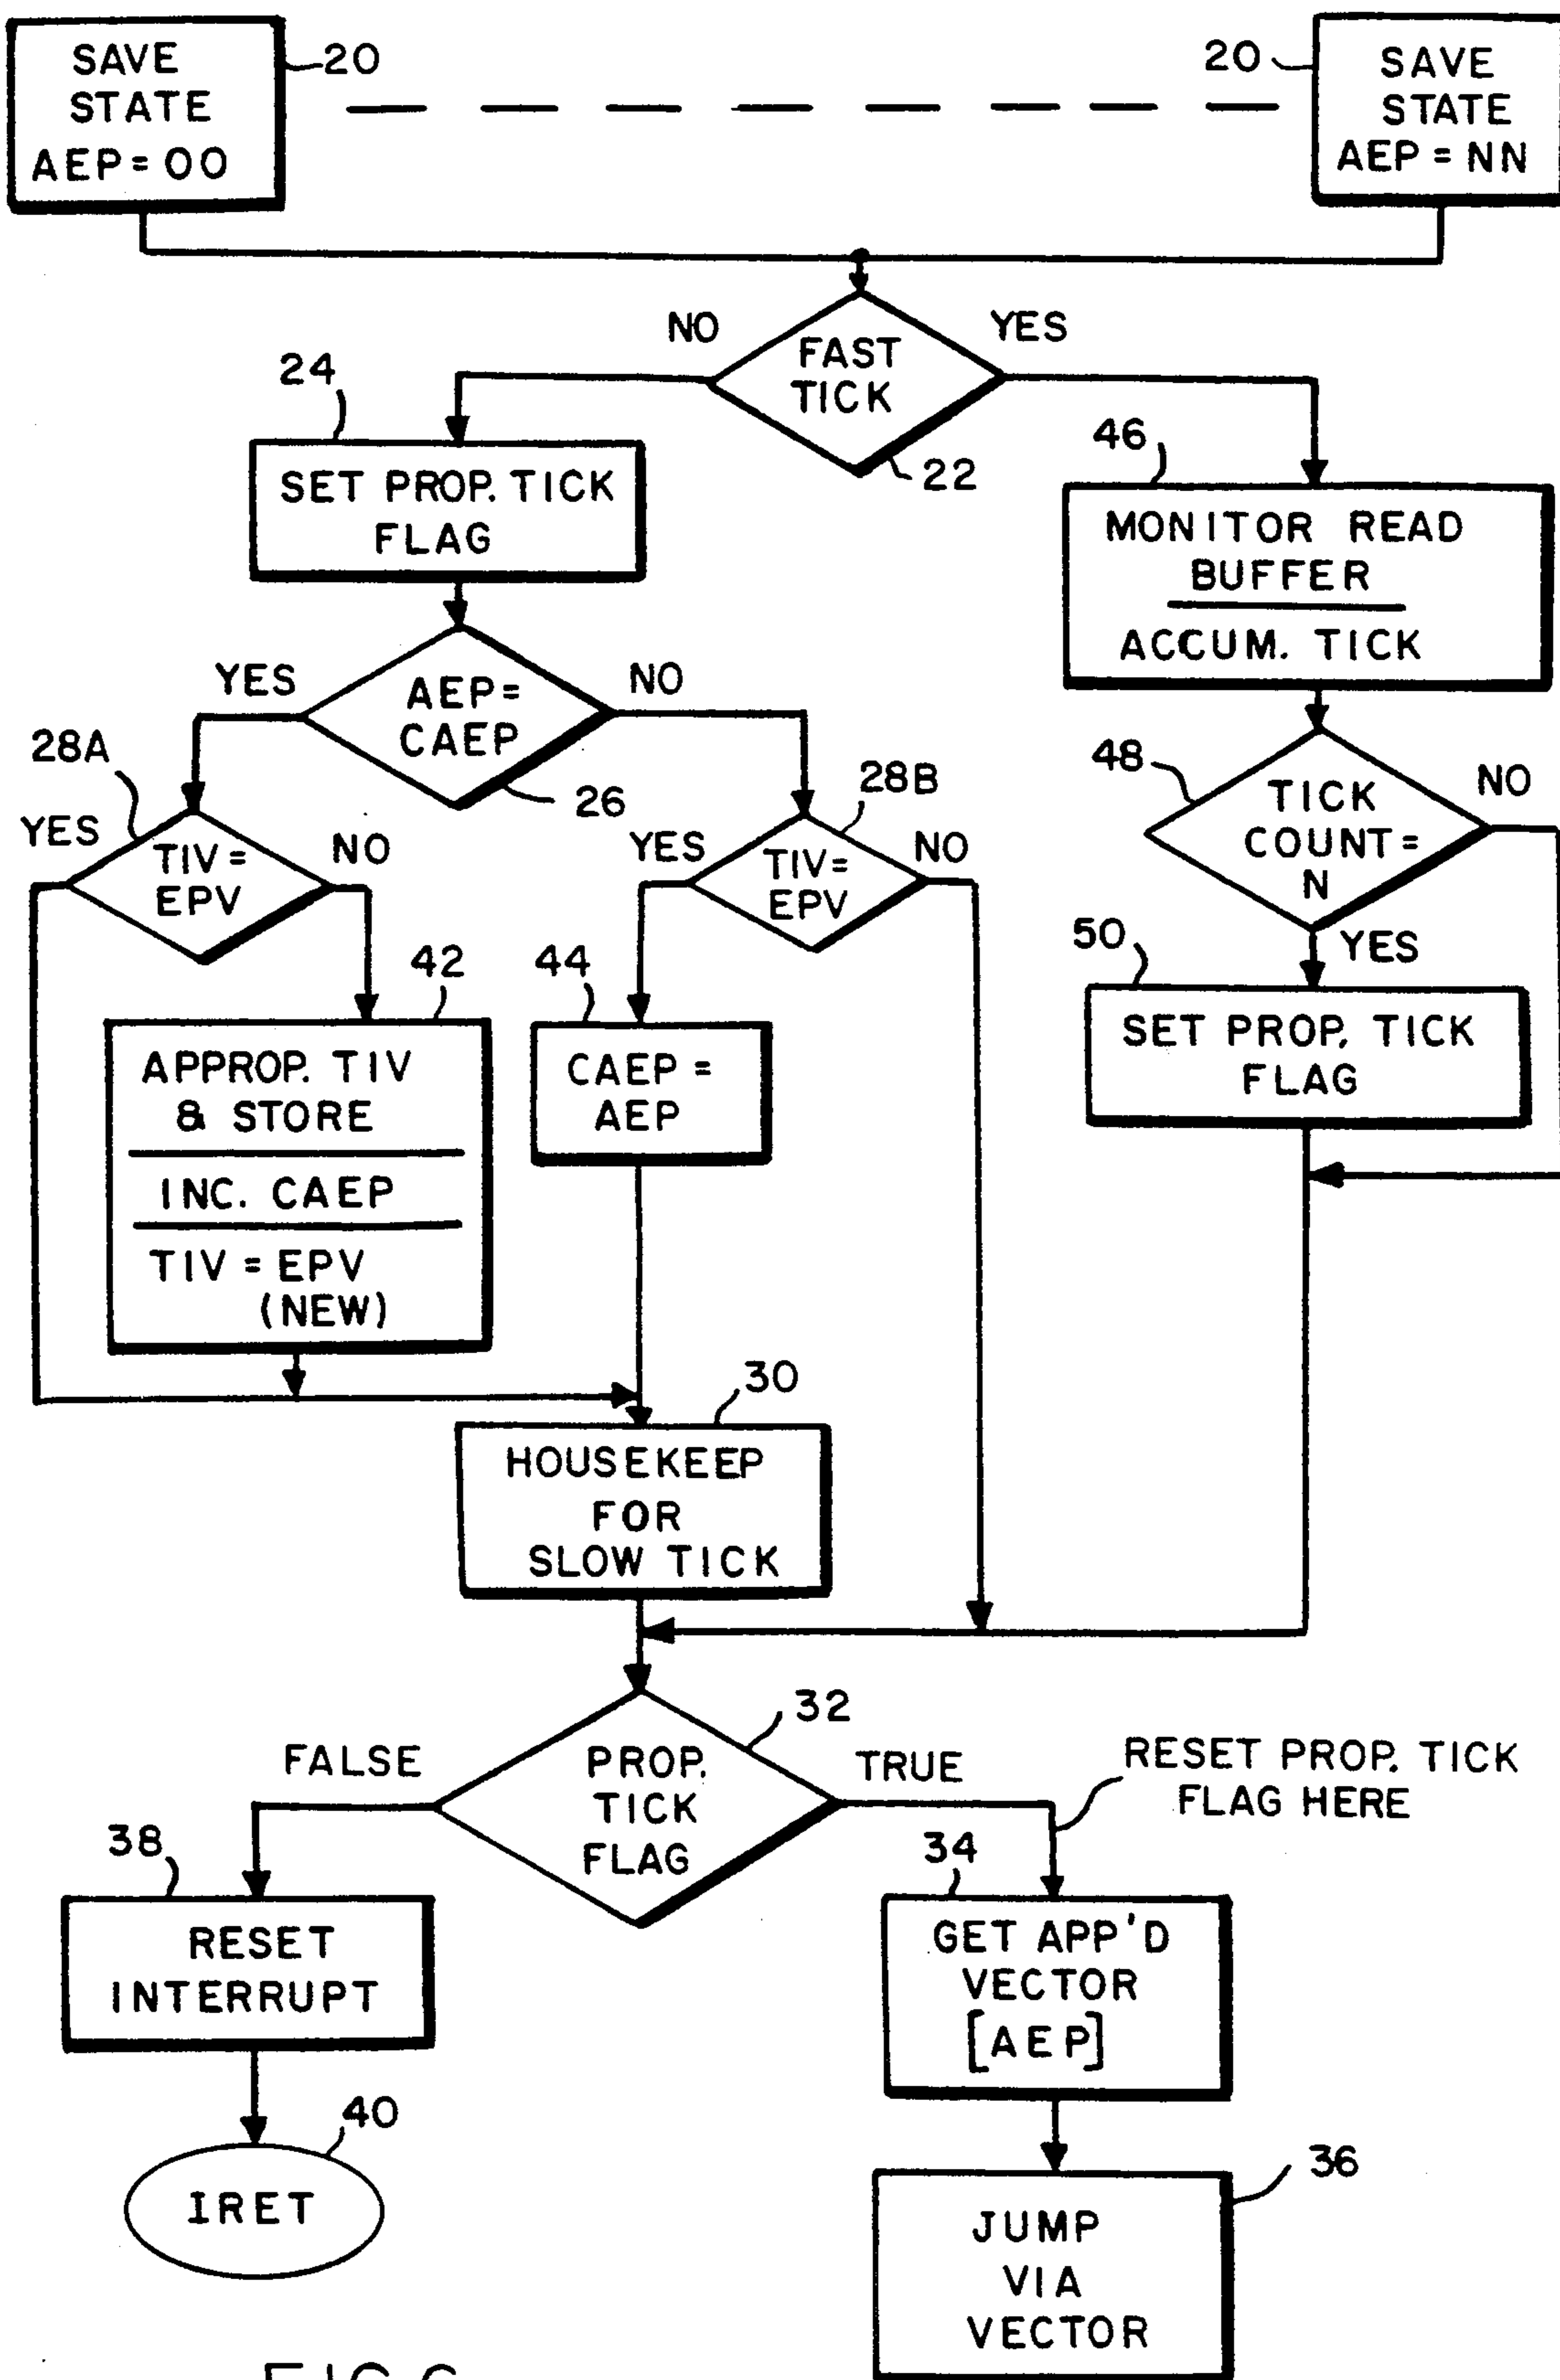 SAVE
STATE
AEP = 00
20
20
SAVE
STATE
AEP = NN
NO
FAST
TICK
YES
22
24
SET PROP. TICK
FLAG
46
MONITOR READ
BUFFER
ACCUM. TICK
YES
AEP =
CAEP
NO
26
28A
YES
TIV =
EPV
NO
28B
YES
TIV =
EPV
NO
48
TICK
COUNT =
N
NO
YES
42
APPROP. TIV
& STORE
INC. CAEP
TIV = EPV
(NEW)
44
CAEP =
AEP
50
SET PROP. TICK
FLAG
30
HOUSEKEEP
FOR
SLOW TICK
32
FALSE
PROP.
TICK
FLAG
TRUE
RESET PROP. TICK
FLAG HERE
38
RESET
INTERRUPT
34
GET APP'D
VECTOR
[AEP]
40
IRET
36
JUMP
VIA
VECTOR